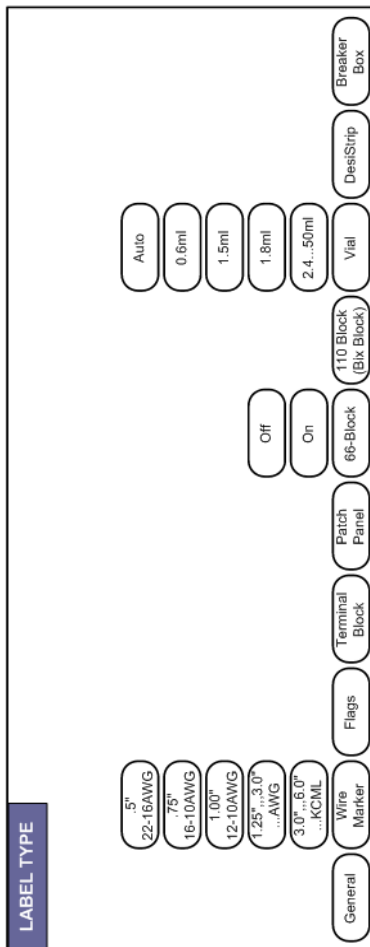 LABEL TYPE
General
.5"
22-16AWG
.75"
16-10AWG
1.00"
12-10AWG
1.25" ,,,3.0"
...AWG
3.0",,,6.0"
...KCML
Wire
Marker
Flags
Terminal
Block
Patch
Panel
Off
On
66-Block
110 Block
(Bix Block)
Auto
0.6ml
1.5ml
1.8ml
2.4...50ml
Vial
DesiStrip
Breaker
Box